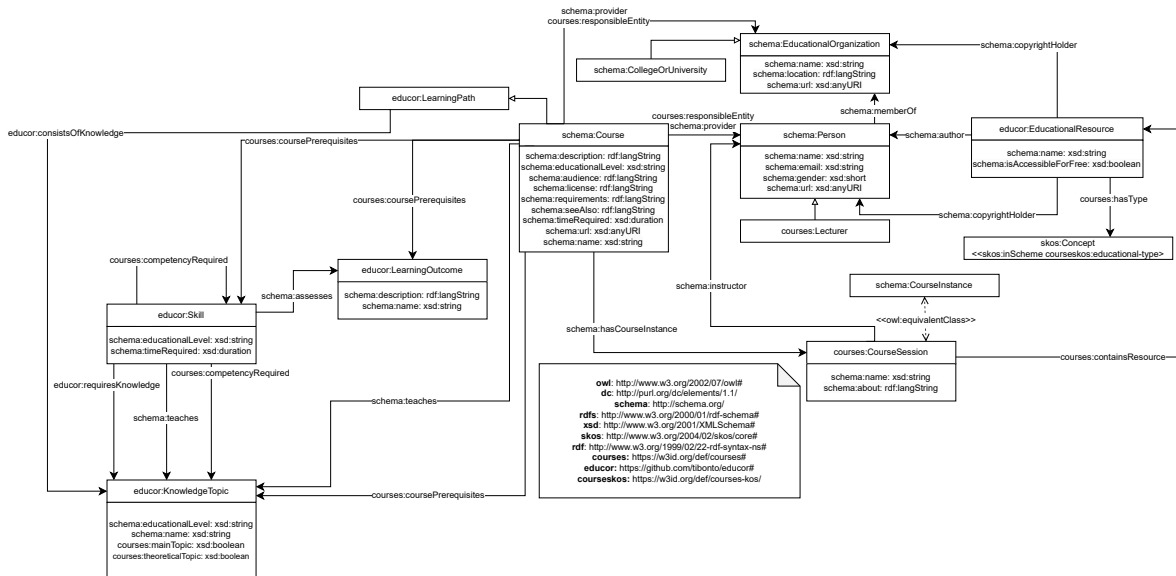 schema:provider
courses:responsibleEntity
schema:EducationalOrganization
schema:name: xsd:string
schema:location: rdf:langString
schema:url: xsd:anyURI
schema:CollegeOrUniversity
schema:copyrightHolder
educor:LearningPath
schema:memberOf
educor:consistsOfKnowledge
courses:coursePrerequisites
schema:Course
schema:description: rdf:langString
schema:educationalLevel: xsd:string
schema:audience: rdf:langString
schema:license: rdf:langString
schema:requirements: rdf:langString
schema:seeAlso: rdf:langString
schema:timeRequired: xsd:duration
schema:url: xsd:anyURI
schema:name: xsd:string
courses:responsibleEntity
schema:provider
schema:Person
schema:name: xsd:string
schema:email: xsd:string
schema:gender: xsd:short
schema:url: xsd:anyURI
schema:author
educor:EducationalResource
schema:name: xsd:string
schema:isAccessibleForFree: xsd:boolean
courses:coursePrerequisites
courses:hasType
schema:copyrightHolder
courses:Lecturer
skos:Concept
<<skos:inScheme courseskos:educational-type>>
courses:competencyRequired
educor:LearningOutcome
schema:description: rdf:langString
schema:name: xsd:string
schema:assesses
schema:instructor
schema:CourseInstance
<<owl:equivalentClass>>
educor:Skill
schema:educationalLevel: xsd:string
schema:timeRequired: xsd:duration
schema:hasCourseInstance
courses:CourseSession
schema:name: xsd:string
schema:about: rdf:langString
courses:containsResource
courses:competencyRequired
educor:requiresKnowledge
schema:teaches
schema:teaches
owl: http://www.w3.org/2002/07/owl#
dc: http://purl.org/dc/elements/1.1/
schema: http://schema.org/
rdfs: http://www.w3.org/2000/01/rdf-schema#
xsd: http://www.w3.org/2001/XMLSchema#
skos: http://www.w3.org/2004/02/skos/core#
rdf: http://www.w3.org/1999/02/22-rdf-syntax-ns#
courses: https://w3id.org/def/courses#
educor: https://github.com/tibonto/educor#
courseskos: https://w3id.org/def/courses-kos/
educor:KnowledgeTopic
schema:educationalLevel: xsd:string
schema:name: xsd:string
courses:mainTopic: xsd:boolean
courses:theoreticalTopic: xsd:boolean
courses:coursePrerequisites